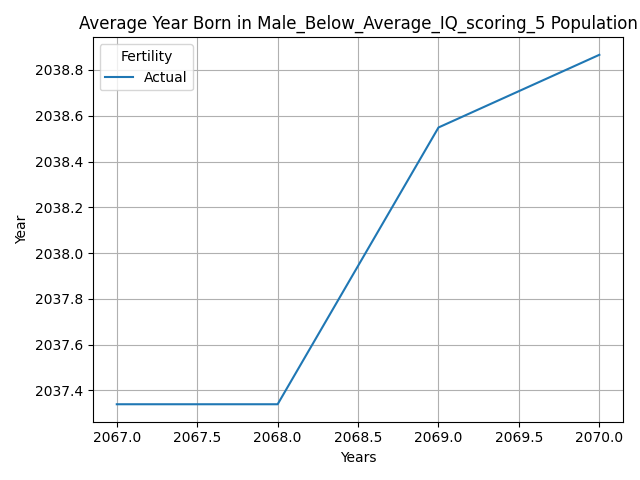 Average Year Born in Male_Below_Average_IQ_scoring_5 Population
Fertility
Actual
2038.8
2038.6
2038.4
2038.2
2038.0
2037.8
2037.6
2037.4
Year
2067.0 2067.5 2068.0 2068.5 2069.0 2069.5 2070.0
Years